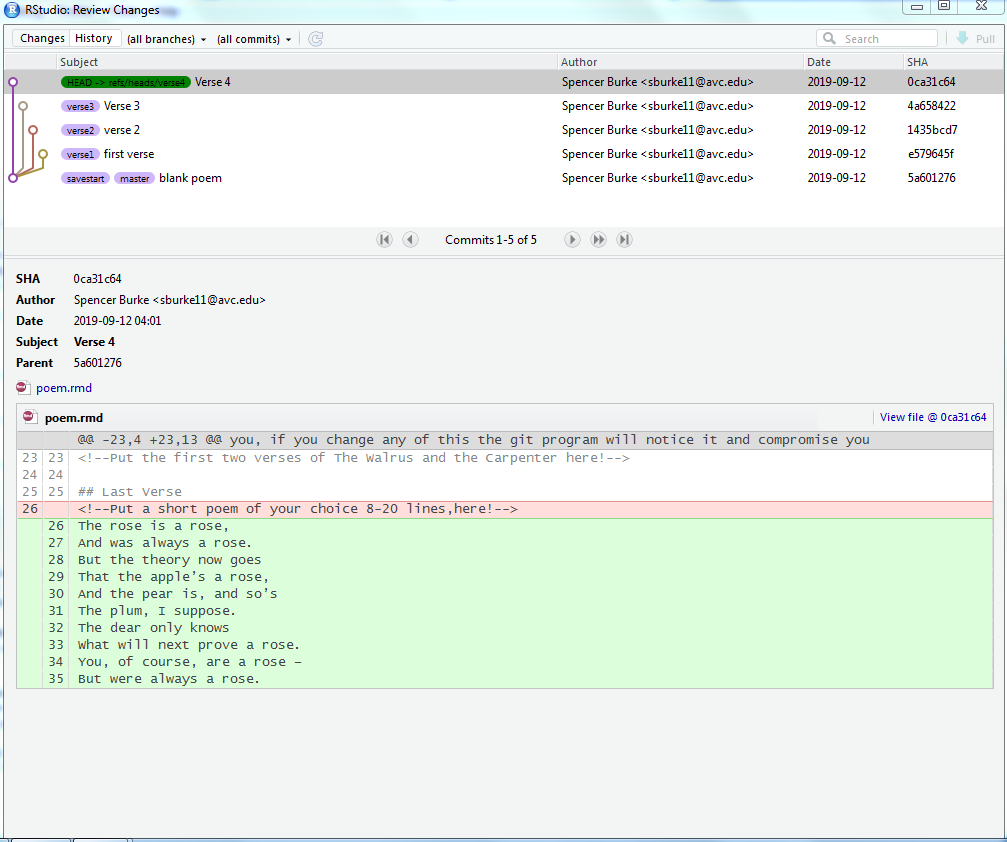 RStudio: Review Changes
Changes History (all branches) (all commits) Search Pull
Subject Author Date SHA
HEAD -> refs/heads/verse4 Verse 4 Spencer Burke <sburke11@avc.edu> 2019-09-12 0ca31c64
verse3 Verse 3 Spencer Burke <sburke11@avc.edu> 2019-09-12 4a658422
verse2 verse 2 Spencer Burke <sburke11@avc.edu> 2019-09-12 1435bcd7
verse1 first verse Spencer Burke <sburke11@avc.edu> 2019-09-12 e579645f
savestart master blank poem Spencer Burke <sburke11@avc.edu> 2019-09-12 5a601276
Commits 1-5 of 5
SHA 0ca31c64
Author Spencer Burke <sburke11@avc.edu>
Date 2019-09-12 04:01
Subject Verse 4
Parent 5a601276
poem.rmd
poem.rmd View file @ 0ca31c64
@@ -23,4 +23,13 @@ you, if you change any of this the git program will notice it and compromise you
23 23 <!--Put the first two verses of The Walrus and the Carpenter here!-->
24 24
25 25 ## Last Verse
26 <!--Put a short poem of your choice 8-20 lines,here!-->
26 The rose is a rose,
27 And was always a rose.
28 But the theory now goes
29 That the apple’s a rose,
30 And the pear is, and so’s
31 The plum, I suppose.
32 The dear only knows
33 What will next prove a rose.
34 You, of course, are a rose –
35 But were always a rose.